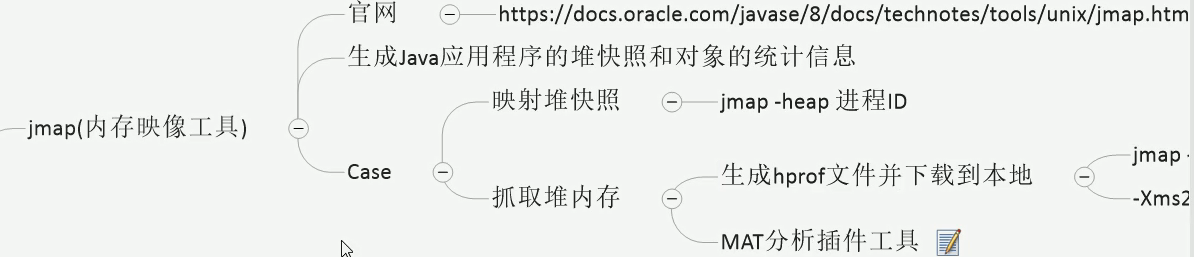 官网
https://docs.oracle.com/javase/8/docs/technotes/tools/unix/jmap.htm
生成Java应用程序的堆快照和对象的统计信息
映射堆快照
jmap -heap 进程ID
jmap(内存映像工具)
Case
抓取堆内存
生成hprof文件并下载到本地
jmap -
-Xms2
MAT分析插件工具